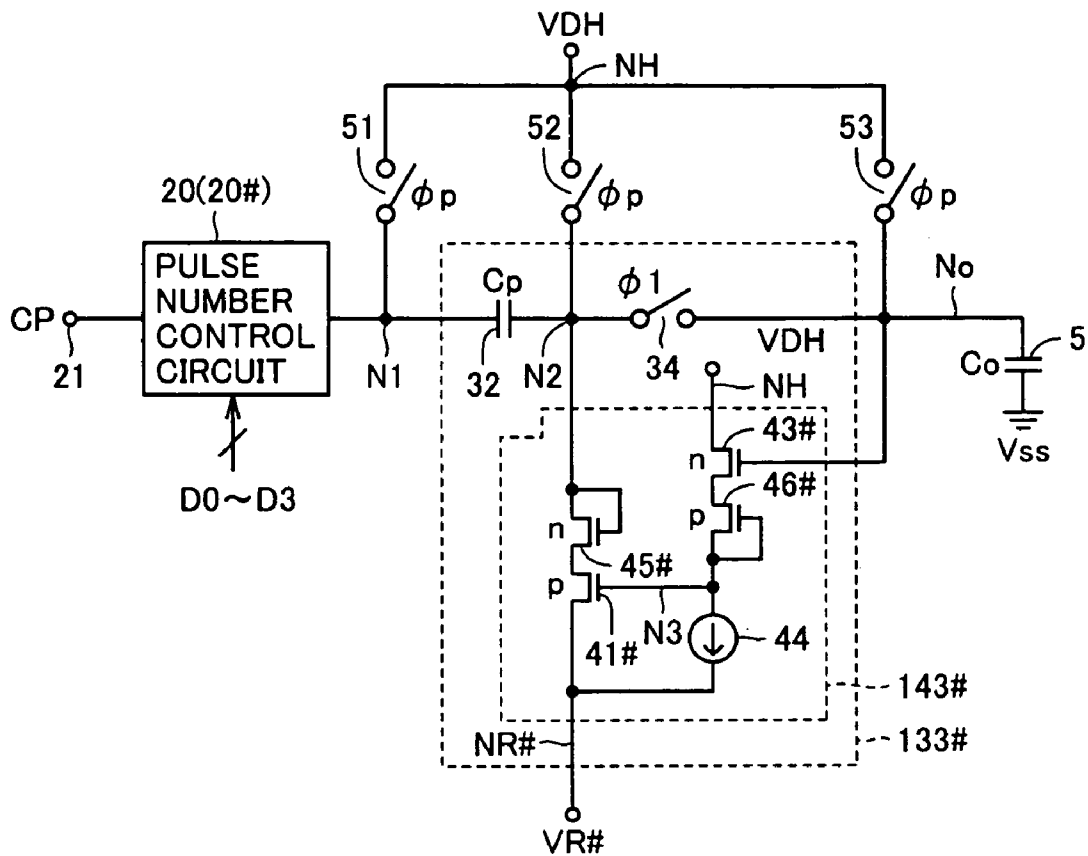 VDH
NH
51
52
53
20(20#)
ϕp
ϕp
ϕp
PULSE
NUMBER
CONTROL
CIRCUIT
CP
21
N1
Cp
32
N2
ϕ1
34
VDH
NH
No
Co
5
Vss
D0～D3
n
43#
46#
p
n
45#
p
41#
N3
44
143#
NR#
133#
VR#